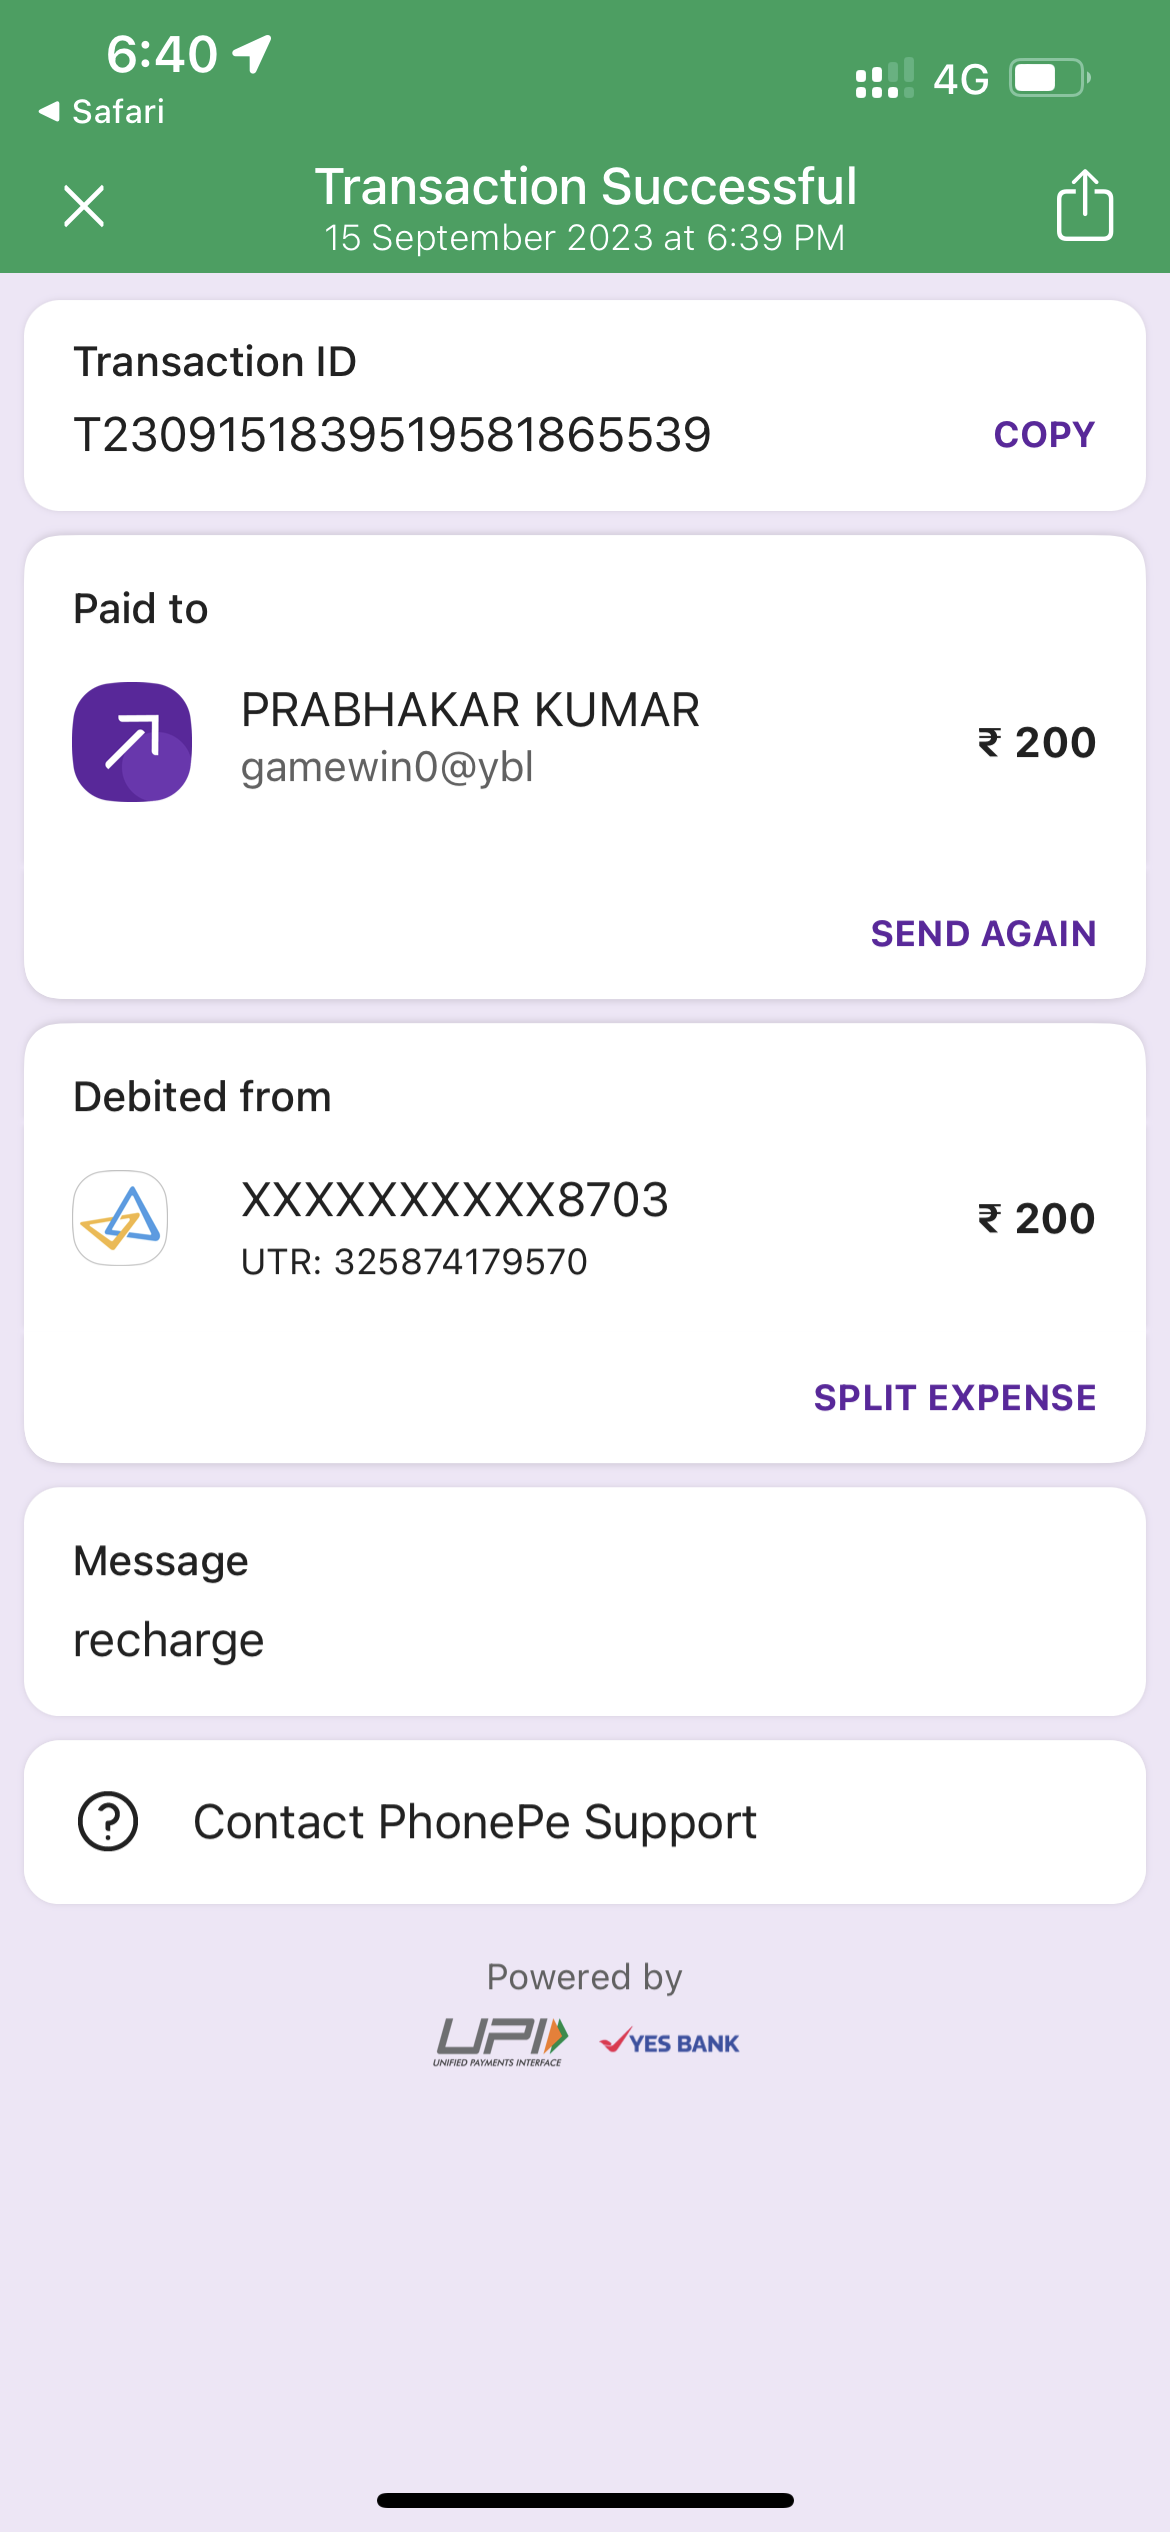 6:40
4G
Safari
Transaction Successful
15 September 2023 at 6:39 PM
Transaction ID
T2309151839519581865539
COPY
Paid to
PRABHAKAR KUMAR
₹ 200
gamewin0@ybl
SEND AGAIN
Debited from
XXXXXXXXXX8703
₹ 200
UTR: 325874179570
SPLIT EXPENSE
Message
recharge
Contact PhonePe Support
Powered by
UPI
UNIFIED PAYMENTS INTERFACE
YES BANK